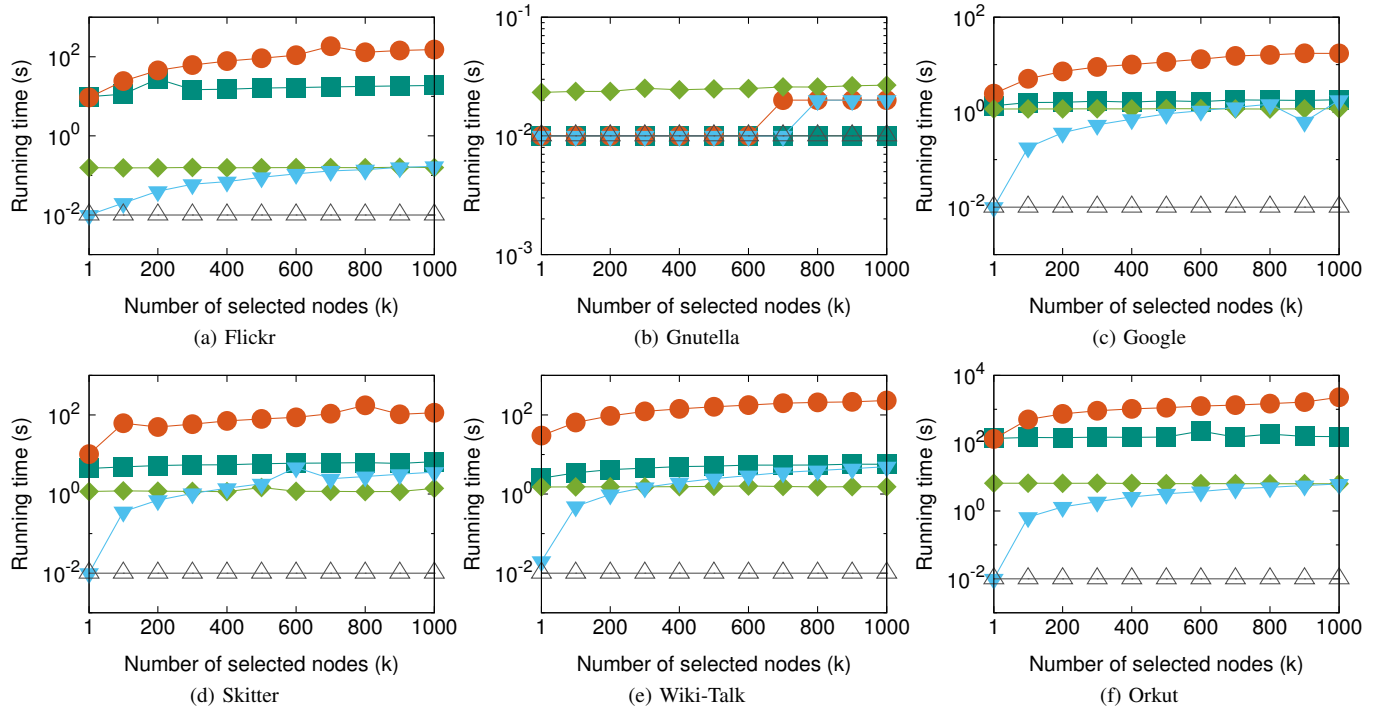 Running time (s)
10^2
10^0
10^-2
1 200 400 600 800 1000
Number of selected nodes (k)
(a) Flickr
Running time (s)
10^-1
10^-2
10^-3
1 200 400 600 800 1000
Number of selected nodes (k)
(b) Gnutella
Running time (s)
10^2
10^0
10^-2
1 200 400 600 800 1000
Number of selected nodes (k)
(c) Google
Running time (s)
10^2
10^0
10^-2
1 200 400 600 800 1000
Number of selected nodes (k)
(d) Skitter
Running time (s)
10^2
10^0
10^-2
1 200 400 600 800 1000
Number of selected nodes (k)
(e) Wiki-Talk
Running time (s)
10^4
10^2
10^0
10^-2
1 200 400 600 800 1000
Number of selected nodes (k)
(f) Orkut